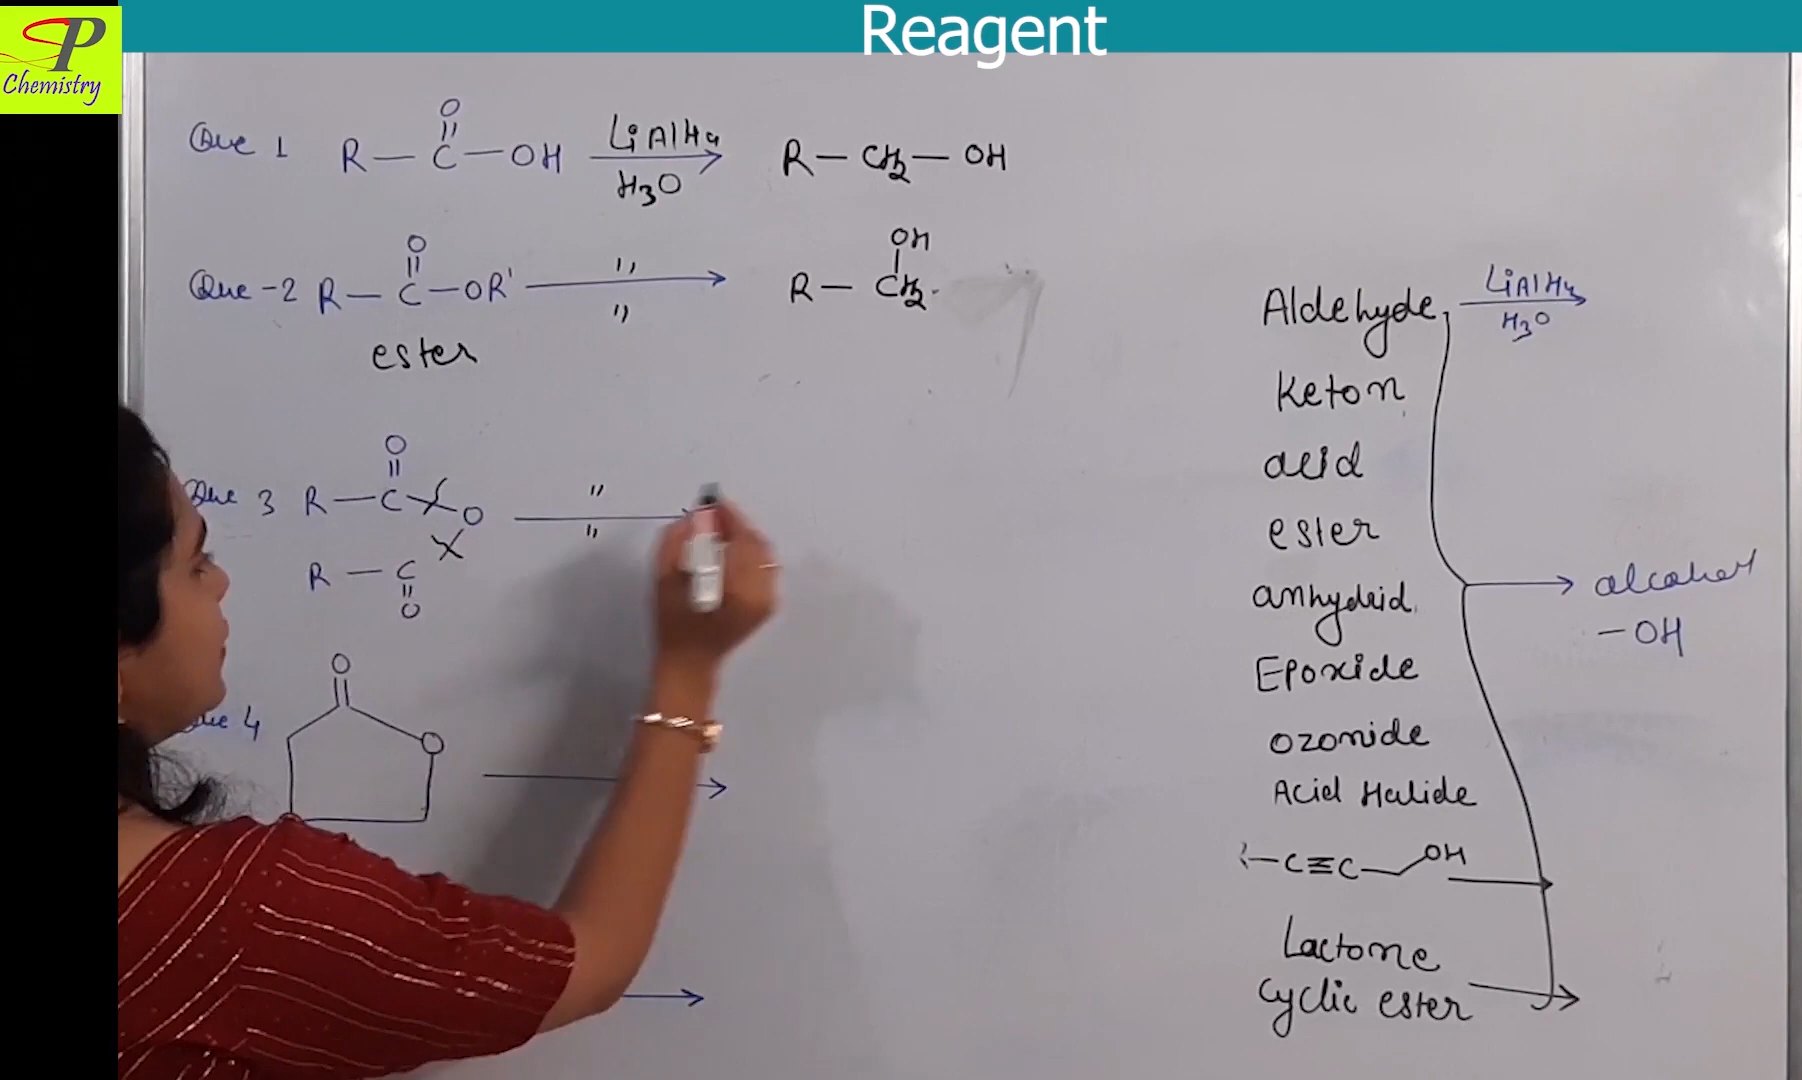 Reagent
SP
Chemistry
Que 1 R — C — OH LiAlH4 R — CH2 — OH
O
H3O
Que -2 R — C — OR' " R — CH2
O
"
OH
ester
Que 3 R — C O "
O
"
R — C
O
Que 4
O
O
Aldehyde LiAlH4
H3O
Keton
acid
ester
anhydrid
alcohol
– OH
Epoxide
ozonide
Acid Halide
–C≡C– OH
Lactone
Cyclic ester